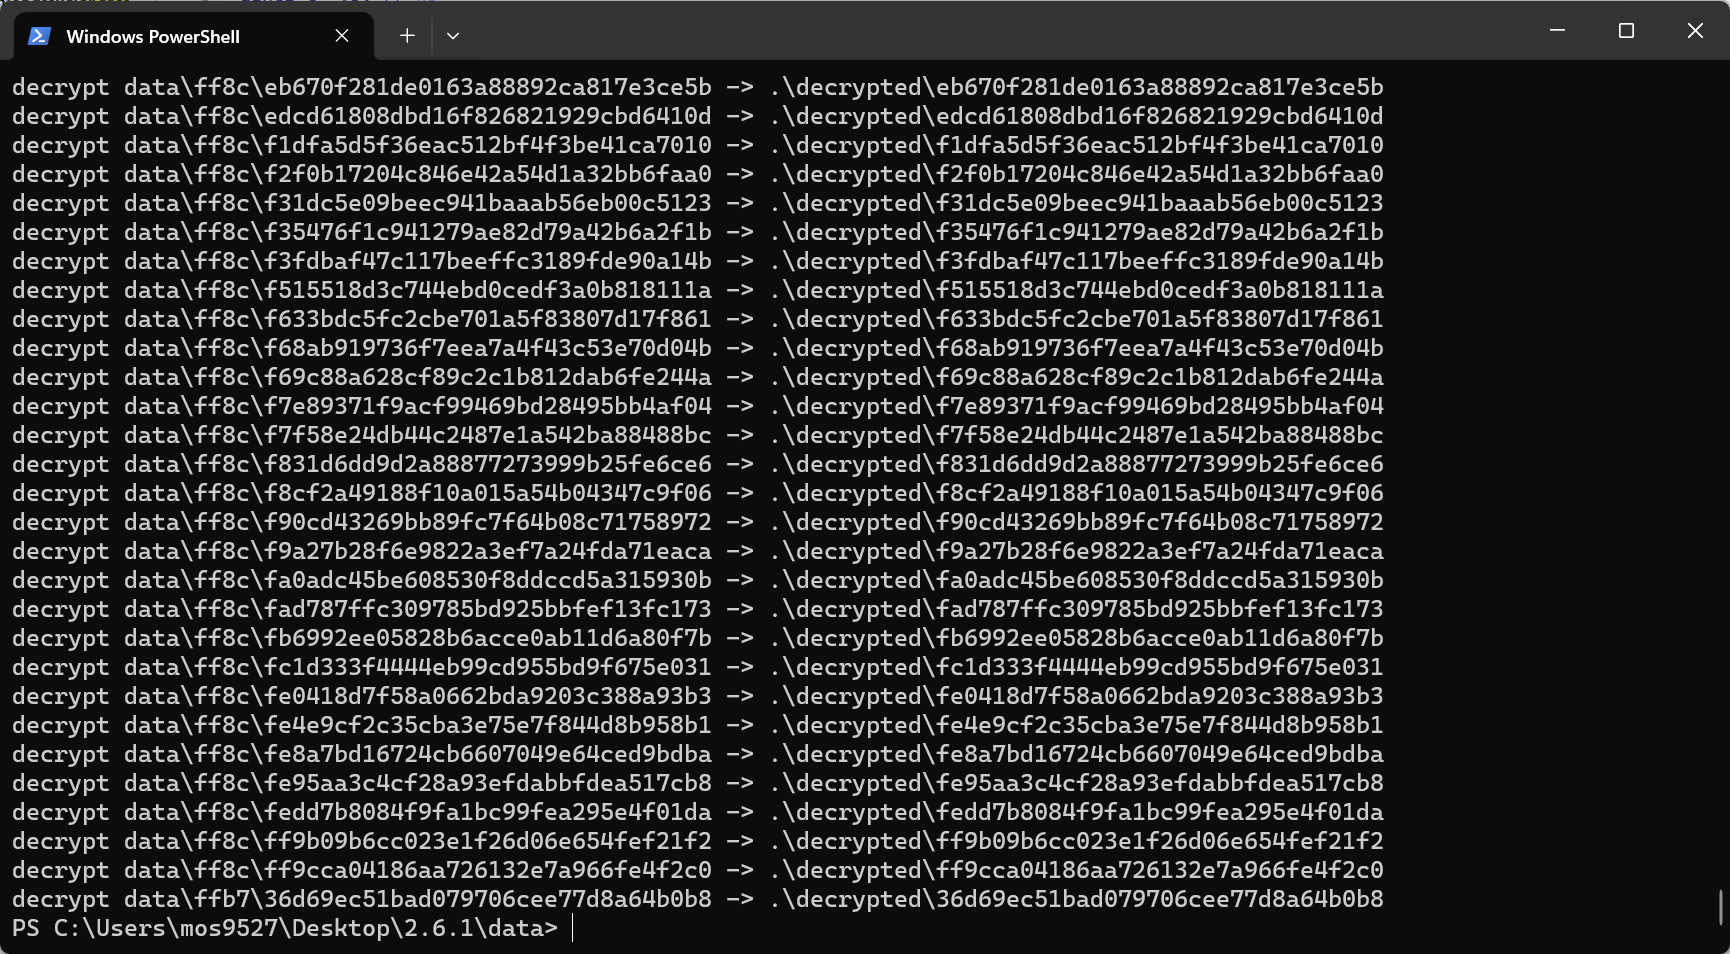 Windows PowerShell
decrypt data\ff8c\eb670f281de0163a88892ca817e3ce5b -> .\decrypted\eb670f281de0163a88892ca817e3ce5b
decrypt data\ff8c\edcd61808dbd16f826821929cbd6410d -> .\decrypted\edcd61808dbd16f826821929cbd6410d
decrypt data\ff8c\f1dfa5d5f36eac512bf4f3be41ca7010 -> .\decrypted\f1dfa5d5f36eac512bf4f3be41ca7010
decrypt data\ff8c\f2f0b17204c846e42a54d1a32bb6faa0 -> .\decrypted\f2f0b17204c846e42a54d1a32bb6faa0
decrypt data\ff8c\f31dc5e09beec941baaab56eb00c5123 -> .\decrypted\f31dc5e09beec941baaab56eb00c5123
decrypt data\ff8c\f35476f1c941279ae82d79a42b6a2f1b -> .\decrypted\f35476f1c941279ae82d79a42b6a2f1b
decrypt data\ff8c\f3fdbaf47c117beeffc3189fde90a14b -> .\decrypted\f3fdbaf47c117beeffc3189fde90a14b
decrypt data\ff8c\f515518d3c744ebd0cedf3a0b818111a -> .\decrypted\f515518d3c744ebd0cedf3a0b818111a
decrypt data\ff8c\f633bdc5fc2cbe701a5f83807d17f861 -> .\decrypted\f633bdc5fc2cbe701a5f83807d17f861
decrypt data\ff8c\f68ab919736f7eea7a4f43c53e70d04b -> .\decrypted\f68ab919736f7eea7a4f43c53e70d04b
decrypt data\ff8c\f69c88a628cf89c2c1b812dab6fe244a -> .\decrypted\f69c88a628cf89c2c1b812dab6fe244a
decrypt data\ff8c\f7e89371f9acf99469bd28495bb4af04 -> .\decrypted\f7e89371f9acf99469bd28495bb4af04
decrypt data\ff8c\f7f58e24db44c2487e1a542ba88488bc -> .\decrypted\f7f58e24db44c2487e1a542ba88488bc
decrypt data\ff8c\f831d6dd9d2a88877273999b25fe6ce6 -> .\decrypted\f831d6dd9d2a88877273999b25fe6ce6
decrypt data\ff8c\f8cf2a49188f10a015a54b04347c9f06 -> .\decrypted\f8cf2a49188f10a015a54b04347c9f06
decrypt data\ff8c\f90cd43269bb89fc7f64b08c71758972 -> .\decrypted\f90cd43269bb89fc7f64b08c71758972
decrypt data\ff8c\f9a27b28f6e9822a3ef7a24fda71eaca -> .\decrypted\f9a27b28f6e9822a3ef7a24fda71eaca
decrypt data\ff8c\fa0adc45be608530f8ddccd5a315930b -> .\decrypted\fa0adc45be608530f8ddccd5a315930b
decrypt data\ff8c\fad787ffc309785bd925bbfef13fc173 -> .\decrypted\fad787ffc309785bd925bbfef13fc173
decrypt data\ff8c\fb6992ee05828b6acce0ab11d6a80f7b -> .\decrypted\fb6992ee05828b6acce0ab11d6a80f7b
decrypt data\ff8c\fc1d333f4444eb99cd955bd9f675e031 -> .\decrypted\fc1d333f4444eb99cd955bd9f675e031
decrypt data\ff8c\fe0418d7f58a0662bda9203c388a93b3 -> .\decrypted\fe0418d7f58a0662bda9203c388a93b3
decrypt data\ff8c\fe4e9cf2c35cba3e75e7f844d8b958b1 -> .\decrypted\fe4e9cf2c35cba3e75e7f844d8b958b1
decrypt data\ff8c\fe8a7bd16724cb6607049e64ced9bdba -> .\decrypted\fe8a7bd16724cb6607049e64ced9bdba
decrypt data\ff8c\fe95aa3c4cf28a93efdabbfdea517cb8 -> .\decrypted\fe95aa3c4cf28a93efdabbfdea517cb8
decrypt data\ff8c\fedd7b8084f9fa1bc99fea295e4f01da -> .\decrypted\fedd7b8084f9fa1bc99fea295e4f01da
decrypt data\ff8c\ff9b09b6cc023e1f26d06e654fef21f2 -> .\decrypted\ff9b09b6cc023e1f26d06e654fef21f2
decrypt data\ff8c\ff9cca04186aa726132e7a966fe4f2c0 -> .\decrypted\ff9cca04186aa726132e7a966fe4f2c0
decrypt data\ffb7\36d69ec51bad079706cee77d8a64b0b8 -> .\decrypted\36d69ec51bad079706cee77d8a64b0b8
PS C:\Users\mos9527\Desktop\2.6.1\data>